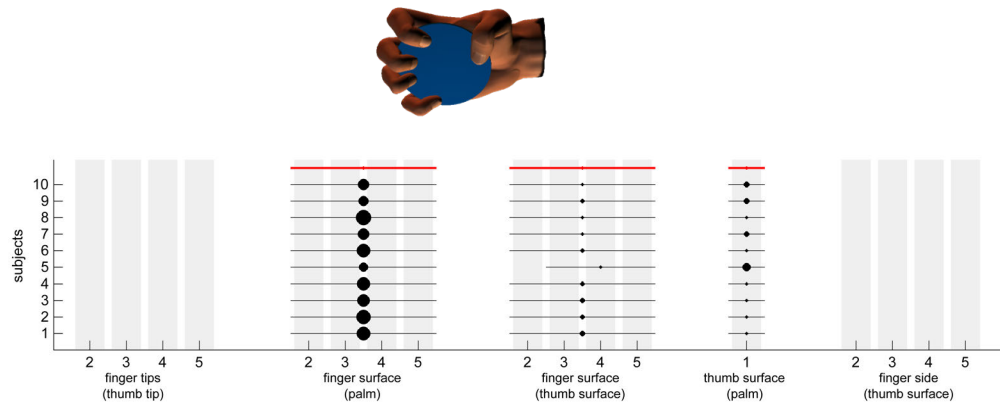 subjects
10
9
8
7
6
5
4
3
2
1
2 3 4 5
finger tips
(thumb tip)
2 3 4 5
finger surface
(palm)
2 3 4 5
finger surface
(thumb surface)
1
thumb surface
(palm)
2 3 4 5
finger side
(thumb surface)